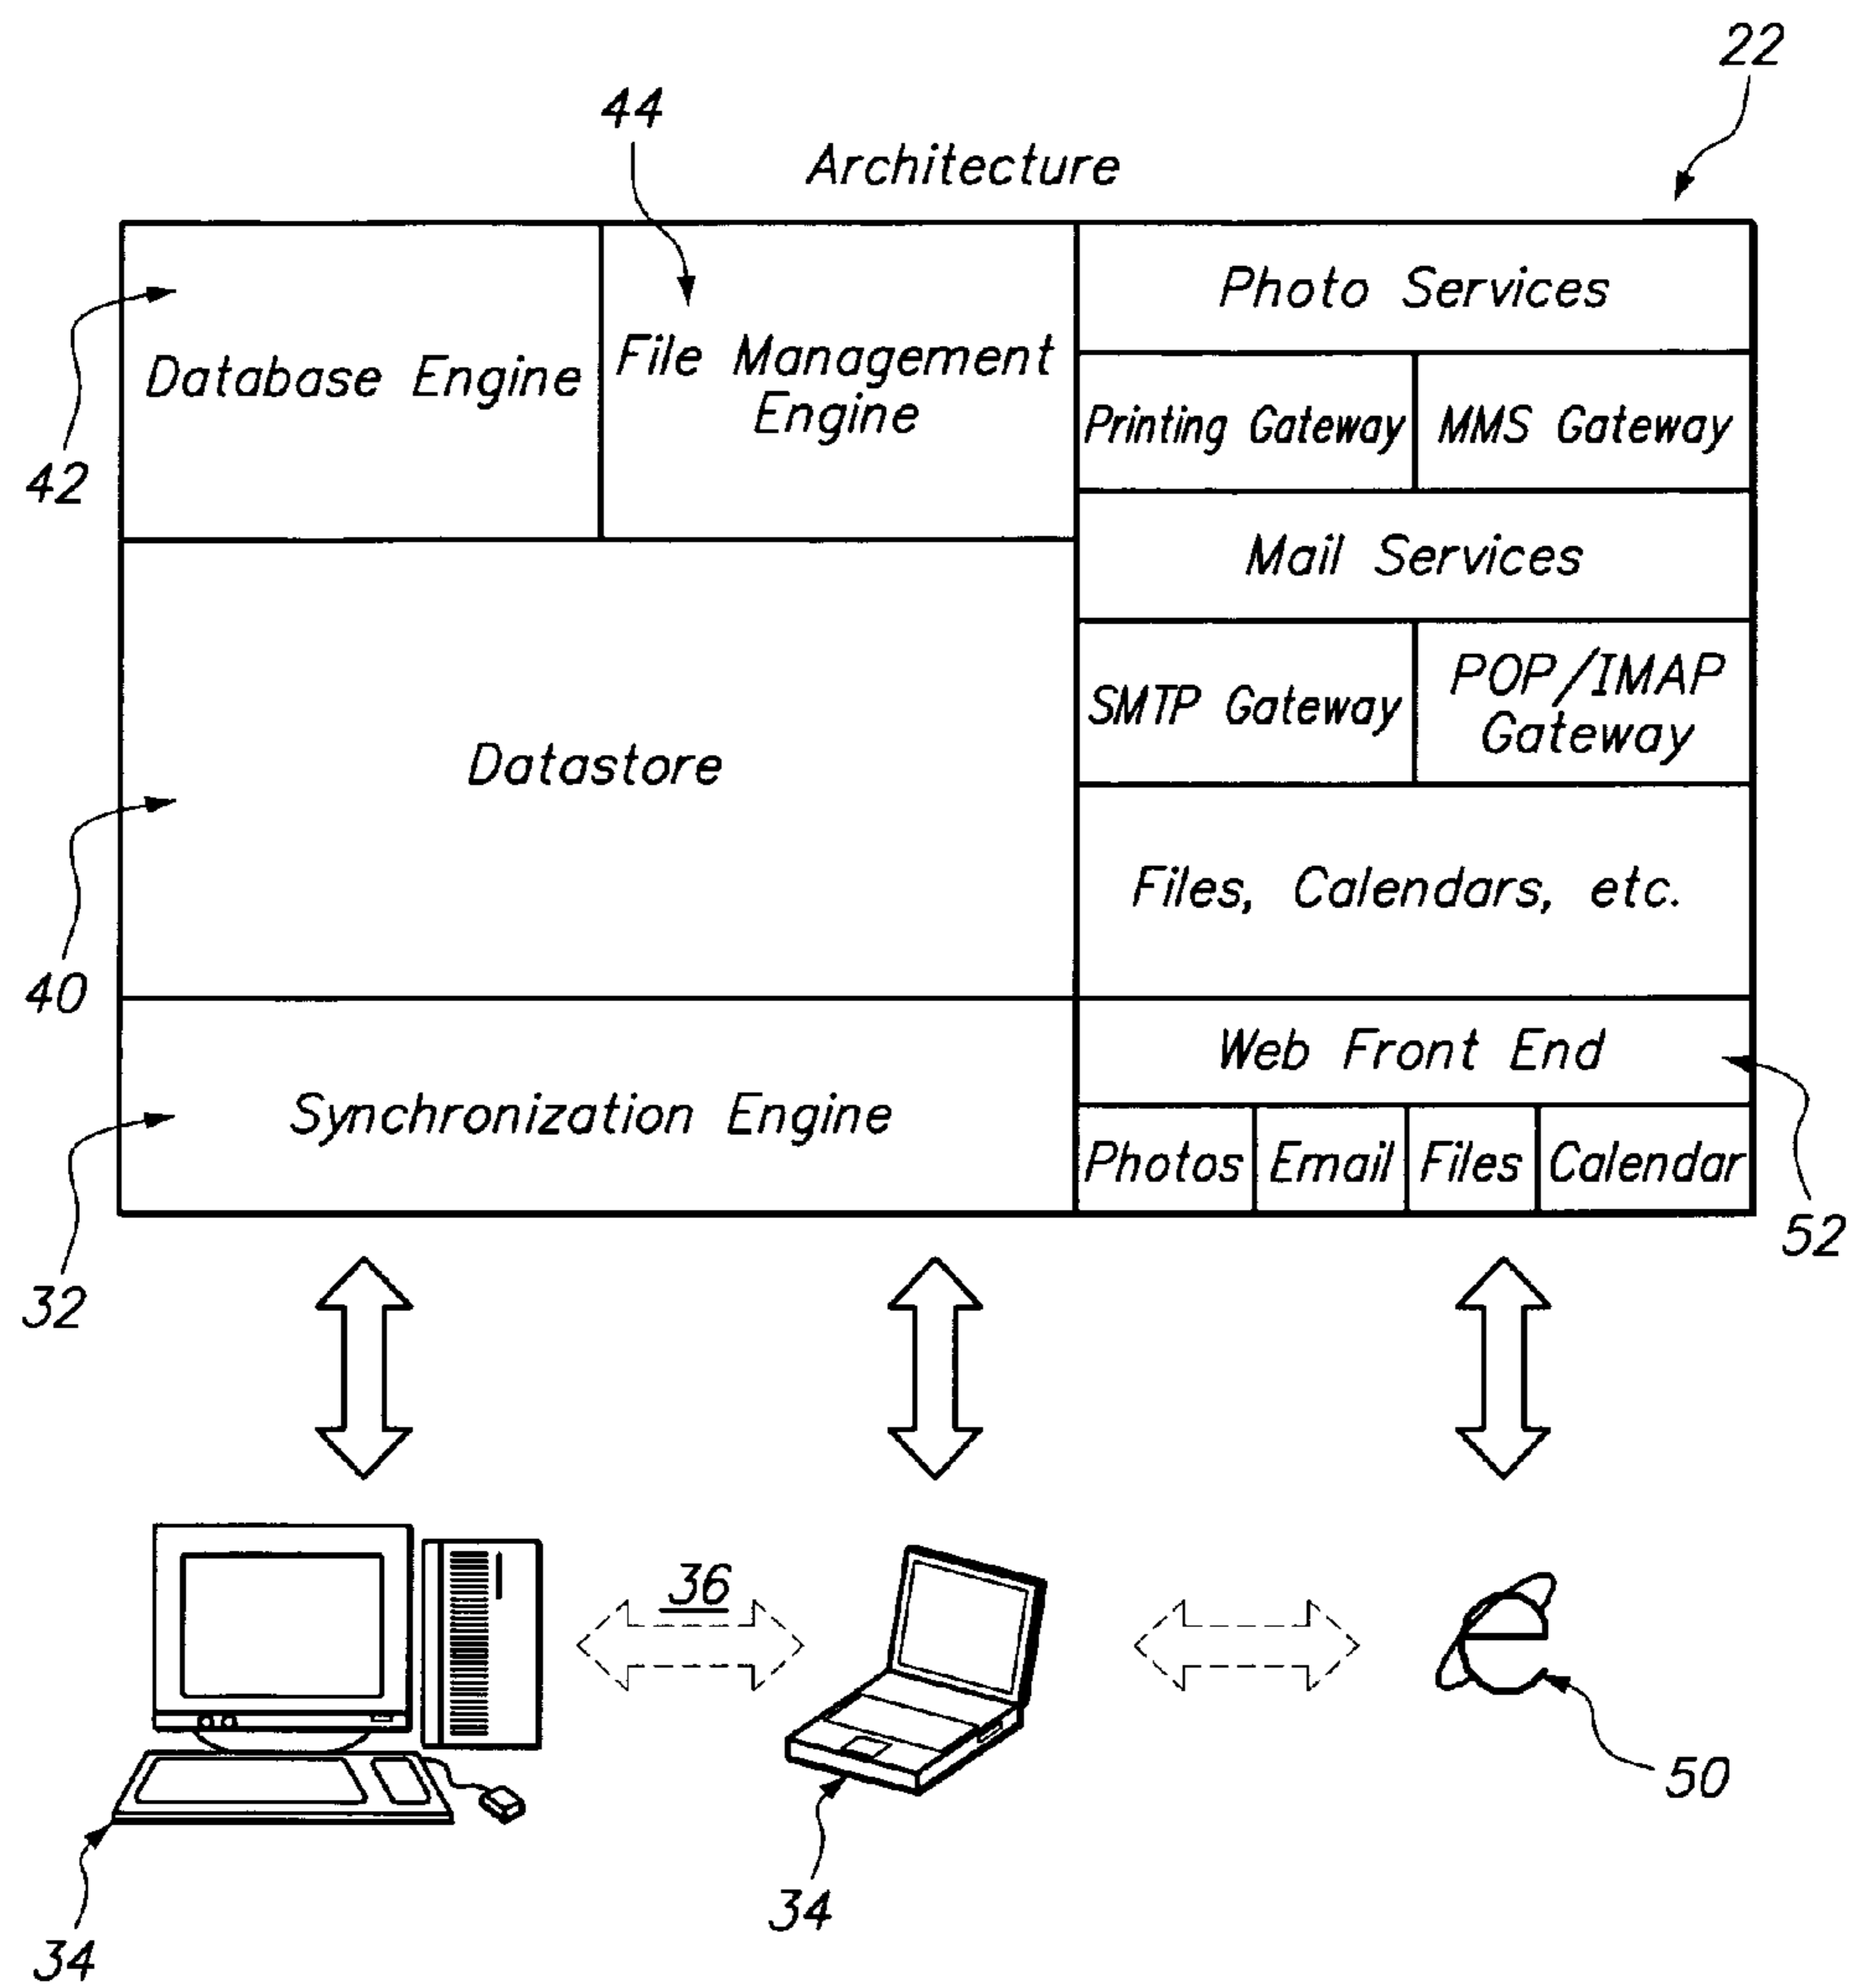 22
44
Architecture
Photo Services
Database Engine
File Management
Engine
Printing Gateway
MMS Gateway
42
Mail Services
SMTP Gateway
POP/IMAP
Gateway
Datastore
Files, Calendars, etc.
40
Web Front End
Synchronization Engine
Photos
Email
Files
Calendar
52
32
36
50
34
34